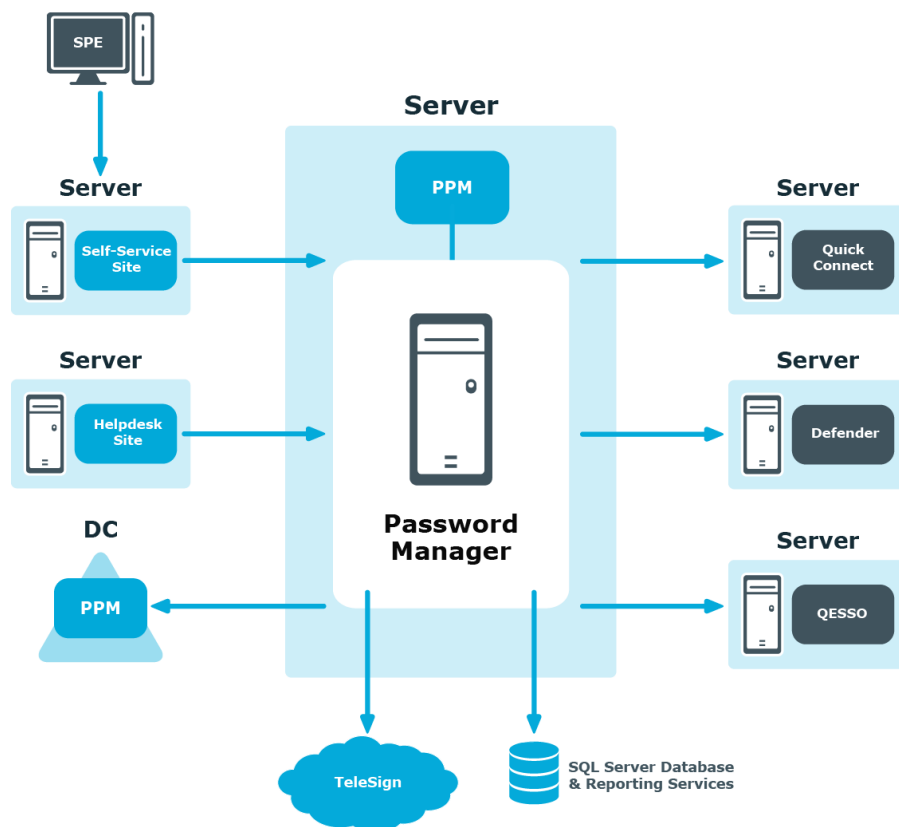 SPE
Server
Server
Server
PPM
Self-Service
Site
Quick
Connect
Server
Server
Helpdesk
Site
Defender
Password
Manager
DC
Server
PPM
QESSO
TeleSign
SQL Server Database
& Reporting Services